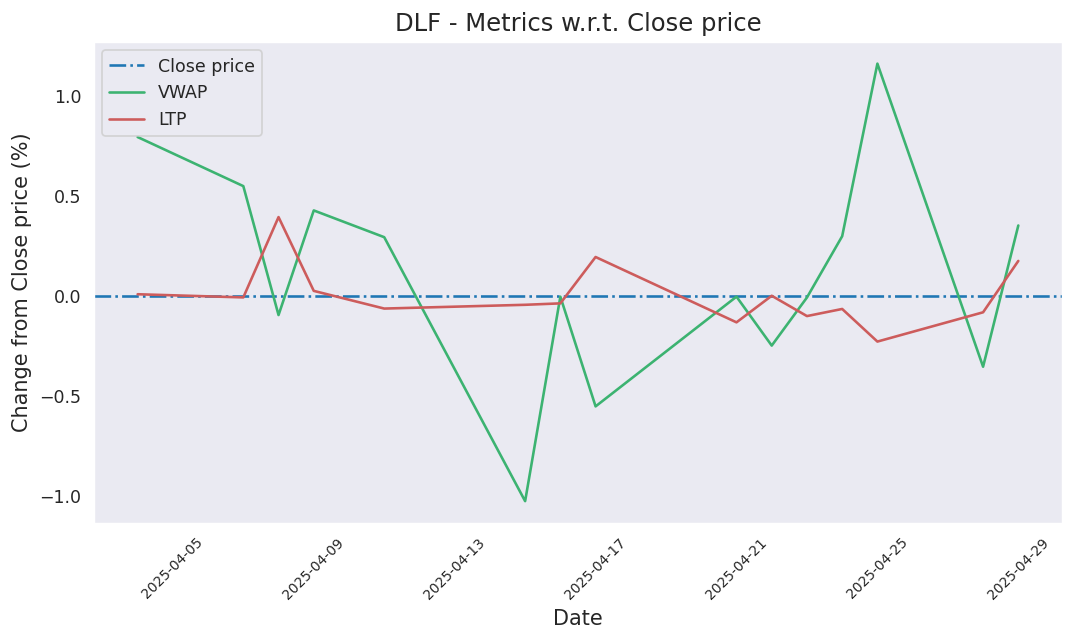 DLF - Metrics w.r.t. Close price
Close price
VWAP
LTP
Change from Close price (%)
1.0
0.5
0.0
−0.5
−1.0
2025-04-05
2025-04-09
2025-04-13
2025-04-17
2025-04-21
2025-04-25
2025-04-29
Date